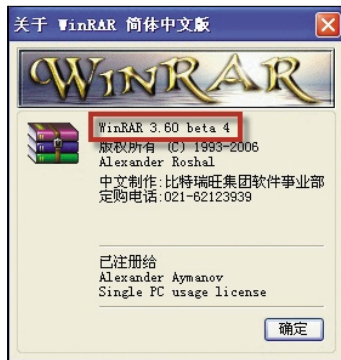 关于 WinRAR 简体中文版
WINRAR
WinRAR 3.60 beta 4
版权所有 (C) 1993-2006
Alexander Roshal
中文制作:比特瑞旺集团软件事业部
定购电话:021-62123939
已注册给
Alexander Aymanov
Single PC usage license
确定